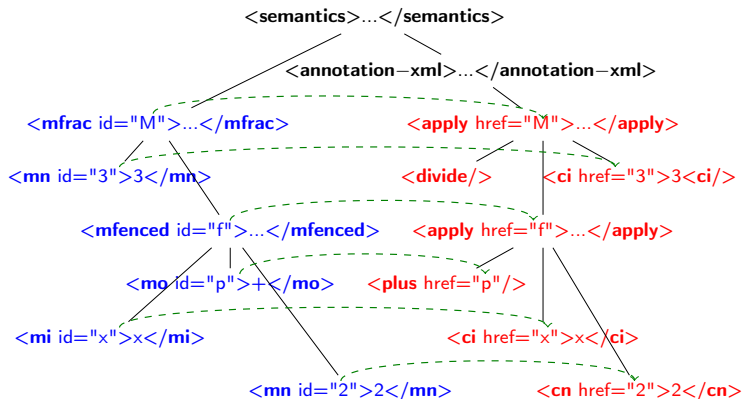 <semantics>...</semantics>
<annotation−xml>...</annotation−xml>
<mfrac id="M">...</mfrac> <apply href="M">...</apply>
<mn id="3">3</mn> <divide/> <ci href="3">3<ci/>
<mfenced id="f">...</mfenced> <apply href="f">...</apply>
<mo id="p">+</mo> <plus href="p"/>
<mi id="x">x</mi> <ci href="x">x</ci>
<mn id="2">2</mn> <cn href="2">2</cn>